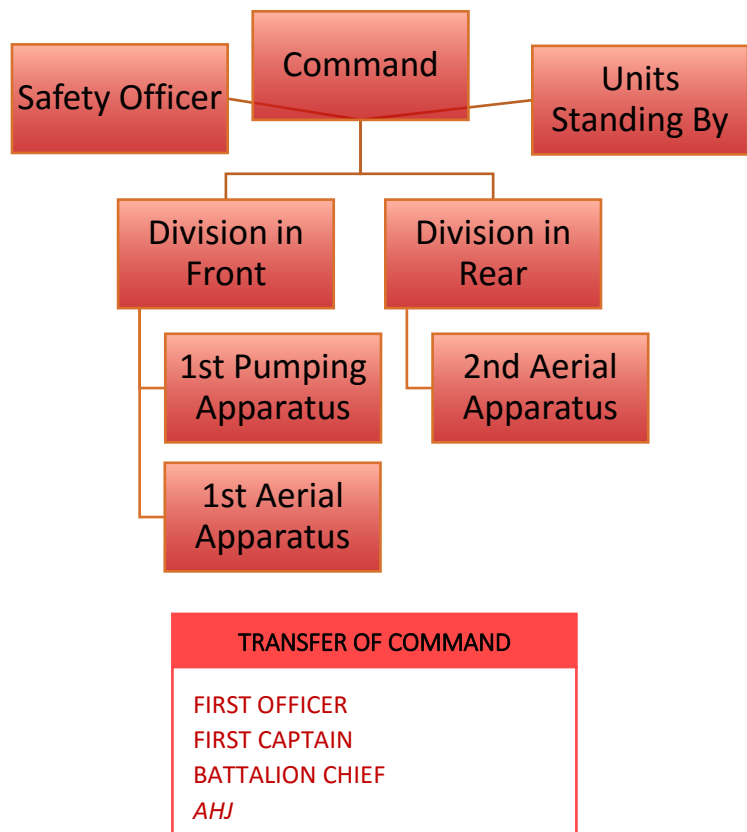 Command
Safety Officer
Units
Standing By
Division in
Front
Division in
Rear
1st Pumping
Apparatus
2nd Aerial
Apparatus
1st Aerial
Apparatus
TRANSFER OF COMMAND
FIRST OFFICER
FIRST CAPTAIN
BATTALION CHIEF
AHJ